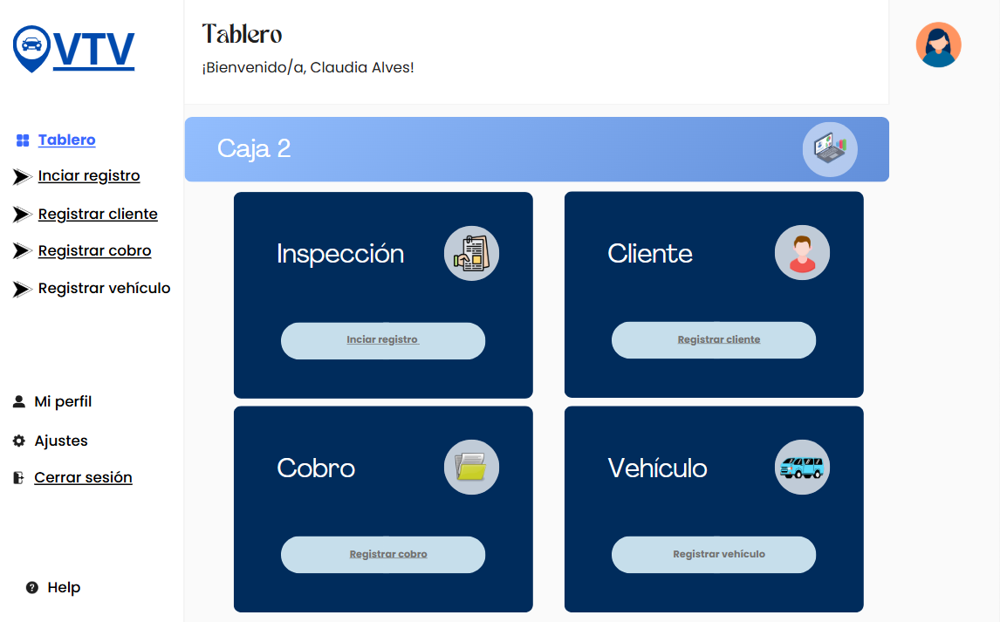 VTV
Tablero
¡Bienvenido/a, Claudia Alves!
Tablero
Inciar registro
Registrar cliente
Registrar cobro
Registrar vehículo
Mi perfil
Ajustes
Cerrar sesión
Help
Caja 2
Inspección
Inciar registro
Cliente
Registrar cliente
Cobro
Registrar cobro
Vehículo
Registrar vehículo